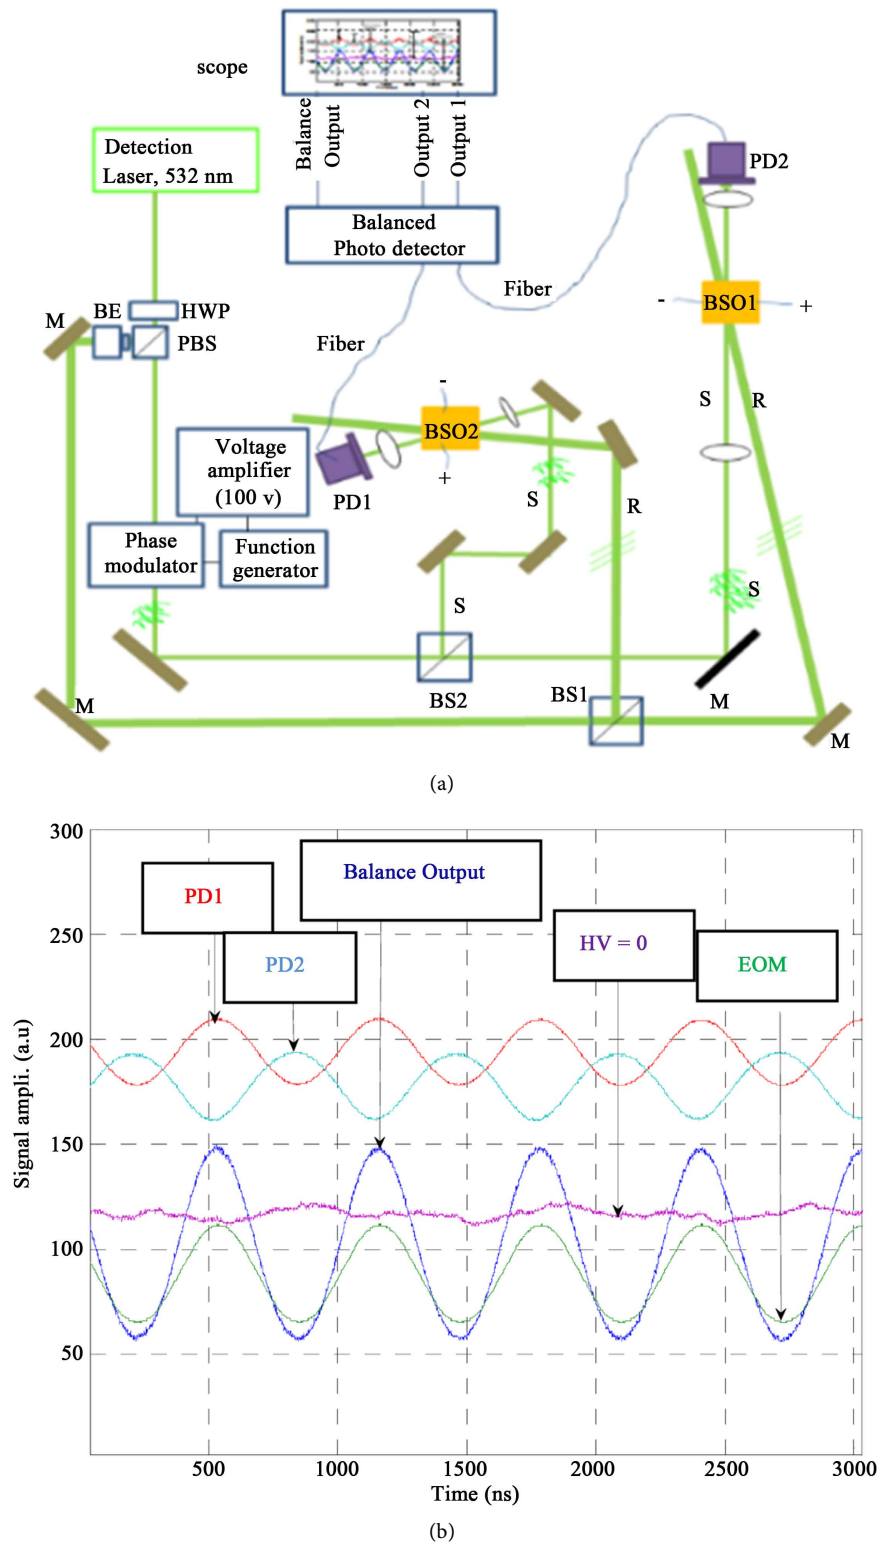 scope
Balance
Output
Output 2
Output 1
Detection
Laser, 532 nm
PD2
Balanced
Photo detector
Fiber
BSO1
-
+
BE
HWP
M
PBS
Fiber
-
S
R
BSO2
Voltage
amplifier
(100 v)
PD1
+
S
R
Phase
modulator
Function
generator
S
S
BS2
BS1
M
M
M
(a)
300
250
200
150
100
50
Signal ampli. (a.u)
PD1
PD2
Balance Output
HV = 0
EOM
500
1000
1500
2000
2500
3000
Time (ns)
(b)